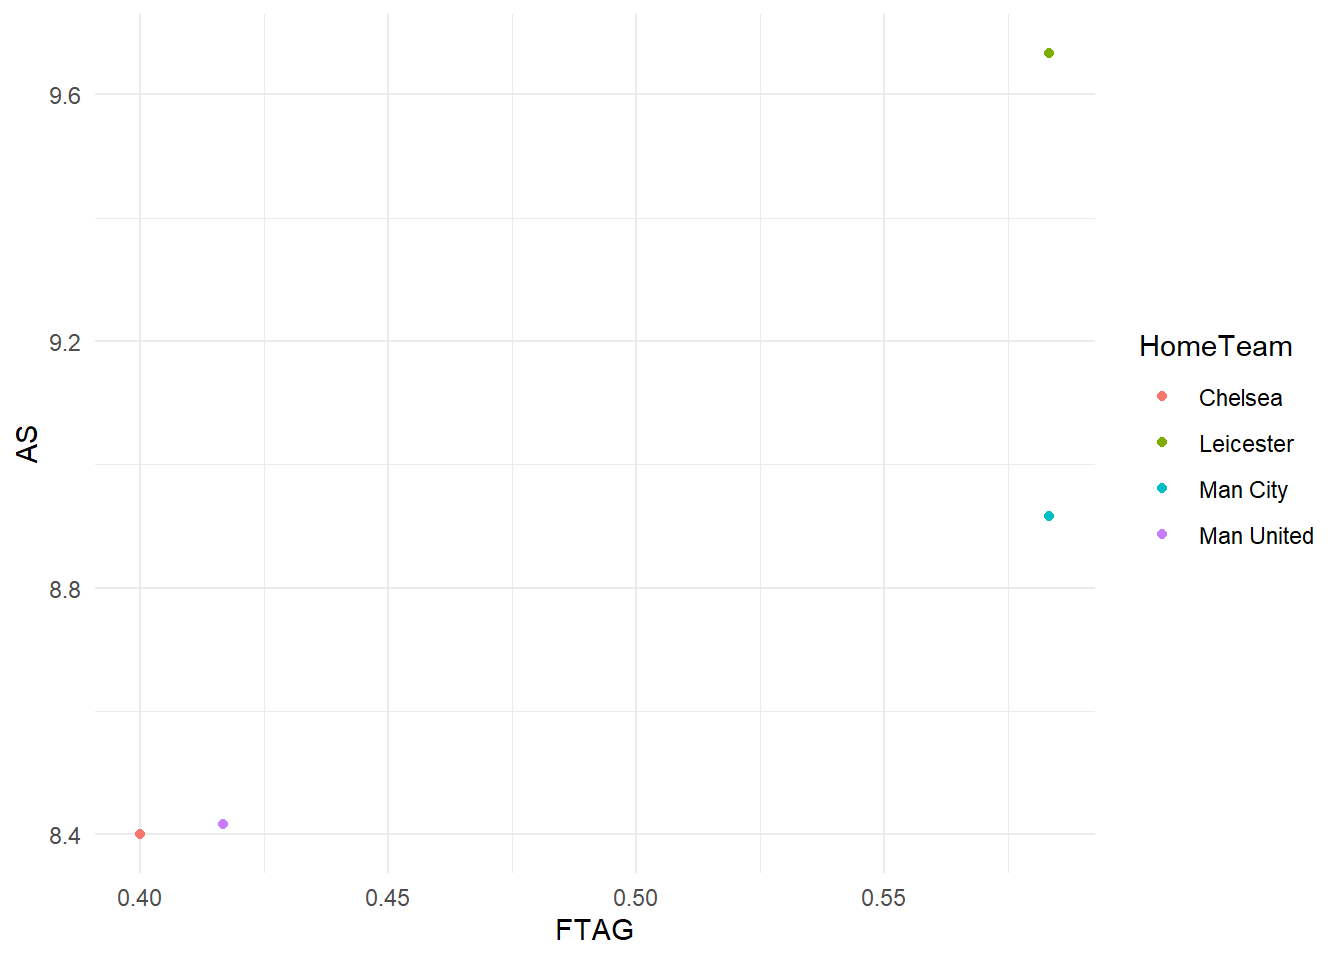 9.6
9.2
8.8
8.4
AS
0.40 0.45 0.50 0.55
FTAG
HomeTeam
Chelsea
Leicester
Man City
Man United